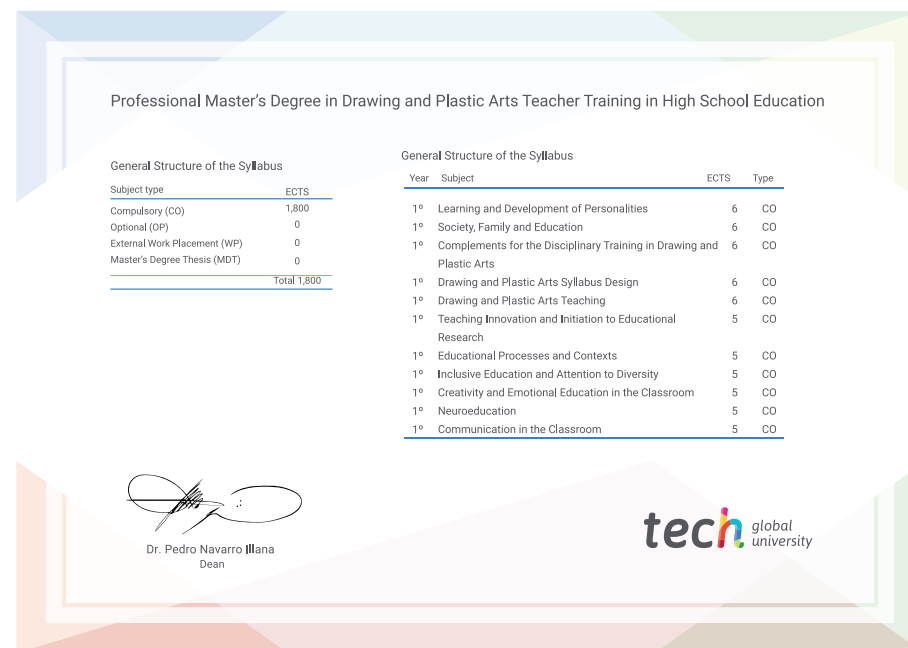 Professional Master's Degree in Drawing and Plastic Arts Teacher Training in High School Education
General Structure of the Syllabus
Subject type ECTS
Compulsory (CO) 1,800
Optional (OP) 0
External Work Placement (WP) 0
Master's Degree Thesis (MDT) 0
Total 1,800
General Structure of the Syllabus
Year Subject ECTS Type
1º Learning and Development of Personalities 6 CO
1º Society, Family and Education 6 CO
1º Complements for the Disciplinary Training in Drawing and 6 CO
Plastic Arts
1º Drawing and Plastic Arts Syllabus Design 6 CO
1º Drawing and Plastic Arts Teaching 6 CO
1º Teaching Innovation and Initiation to Educational 5 CO
Research
1º Educational Processes and Contexts 5 CO
1º Inclusive Education and Attention to Diversity 5 CO
1º Creativity and Emotional Education in the Classroom 5 CO
1º Neuroeducation 5 CO
1º Communication in the Classroom 5 CO
Dr. Pedro Navarro Illana
Dean
tech global
university